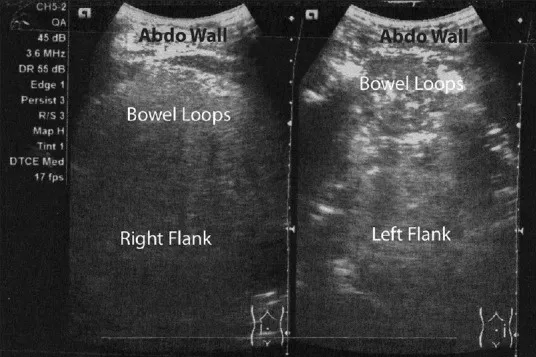 CH5-2
QA
45 dB
3.6 MHz
DR 55 dB
Edge 1
Persist 3
R/S 3
Map H
Tint 1
DTCE Med
17 fps
Abdo Wall
Bowel Loops
Right Flank
Abdo Wall
Bowel Loops
Left Flank